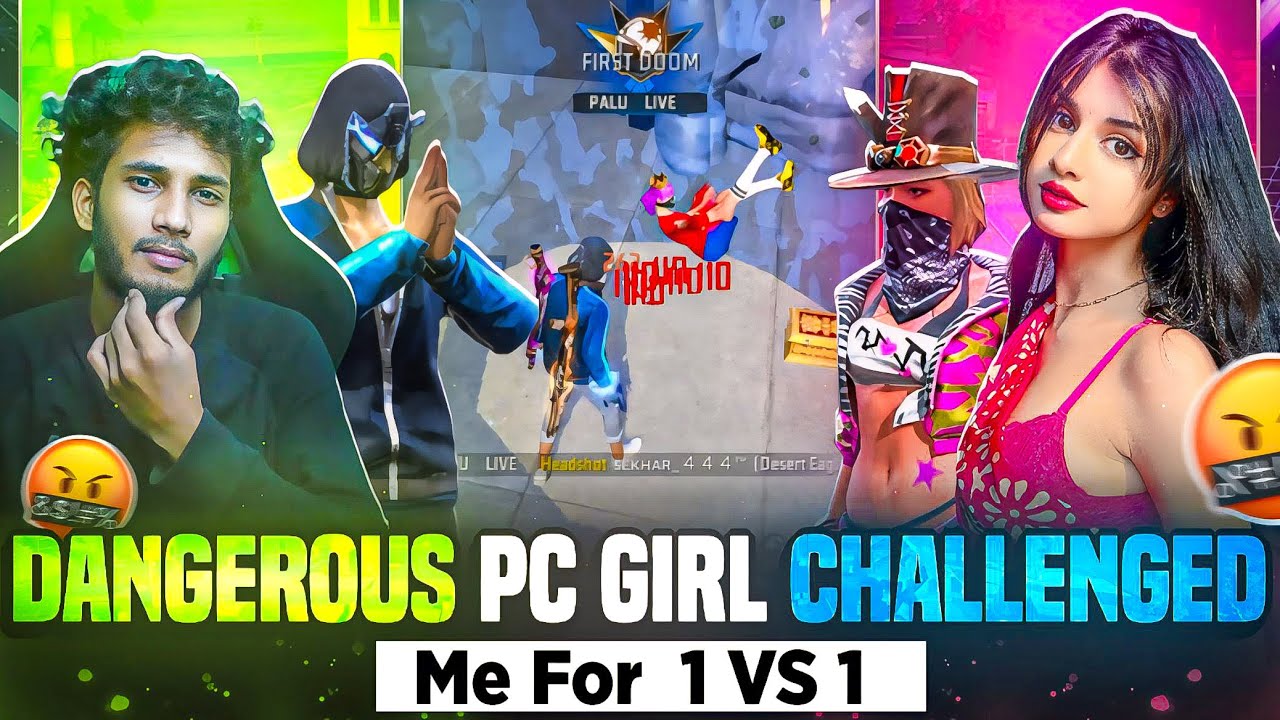 FIRST DOOM
PALU LIVE
U LIVE Headshot SEKHAR_444™ (Desert Eag
DANGEROUS PC GIRL CHALLENGED
Me For 1 VS 1